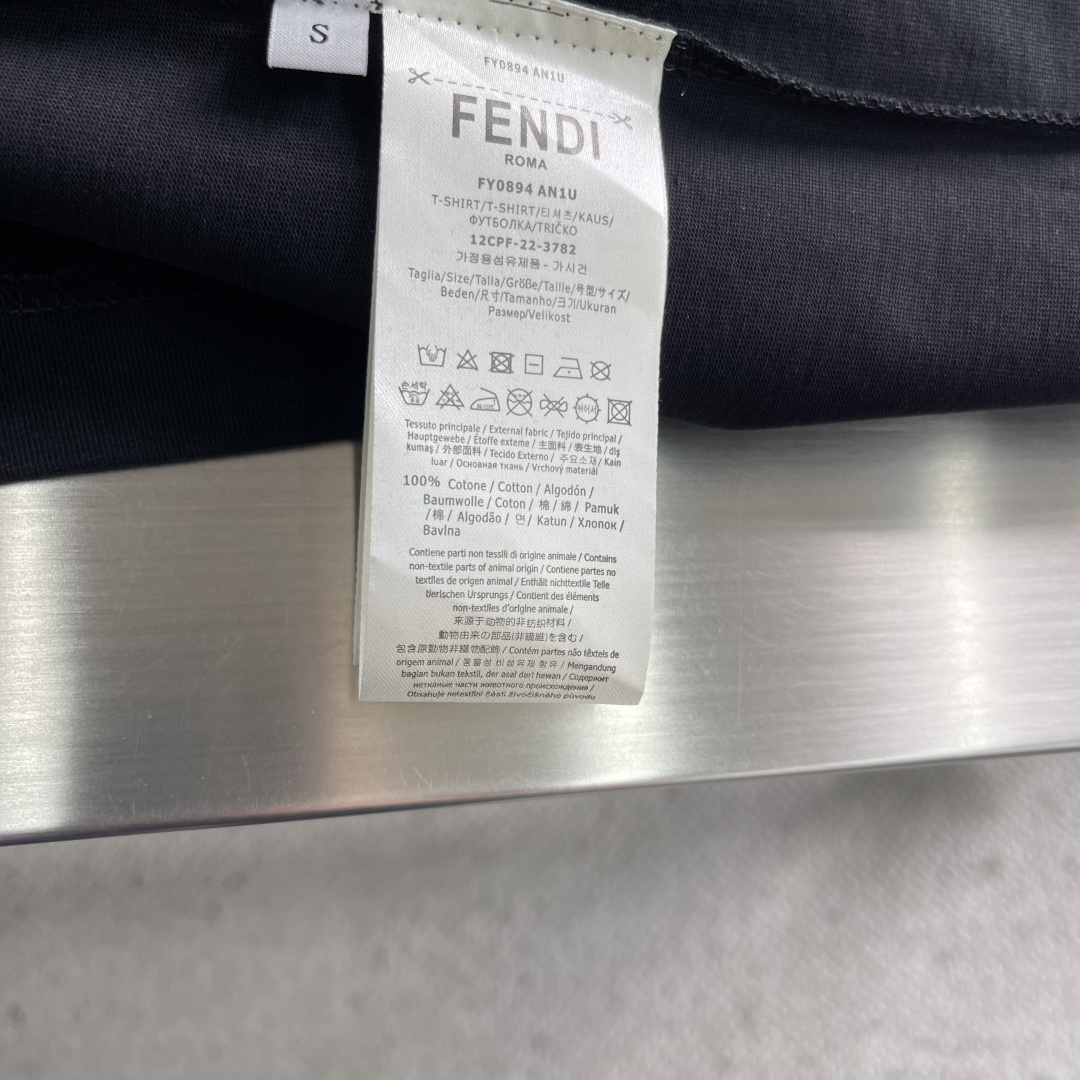 S
FY0894 AN1U
FENDI
ROMA
FY0894 AN1U
T-SHIRT/T-SHIRT/티셔츠/KAUS/
ФУТБОЛКА/TRIČKO
12CPF-22-3782
가정용섬유제품 - 가시건
Taglia/Size/Talla/Größe/Taille/号型/サイズ/
Beden/尺寸/Tamanho/크기/Ukuran
Размер/Velikost
손세탁
Tessuto principale / External fabric / Tejido principal /
Hauptgewebe / Étoffe externe / 主面料 / 表生地 / diş
kumaş / 外部面料 / Tecido Externo / 주요소재/ Kain
luar / Основная ткань / Vrchový materiál
100% Cotone / Cotton / Algodón /
Baumwolle / Coton / 棉 / 綿 / Pamuk
/ 棉 / Algodão / 면 / Katun / Хлопок /
Bavlna
Contiene parti non tessili di origine animale / Contains
non-textile parts of animal origin / Contiene partes no
textiles de origen animal / Enthält nichttextile Teile
tierischen Ursprungs / Contient des éléments
non-textiles d'origine animale /
来源于动物的非纺织材料 /
動物由来の部品(非繊維)を含む /
包含原動物非織物配飾 / Contém partes não têxteis de
origem animal / 동물성 비섬유제 함유 / Mengandung
bagian bukan tekstil, der asal dari hewan / Содержит
нетканые части животного происхождения /
Obsahuje netextilní části živočišného původu